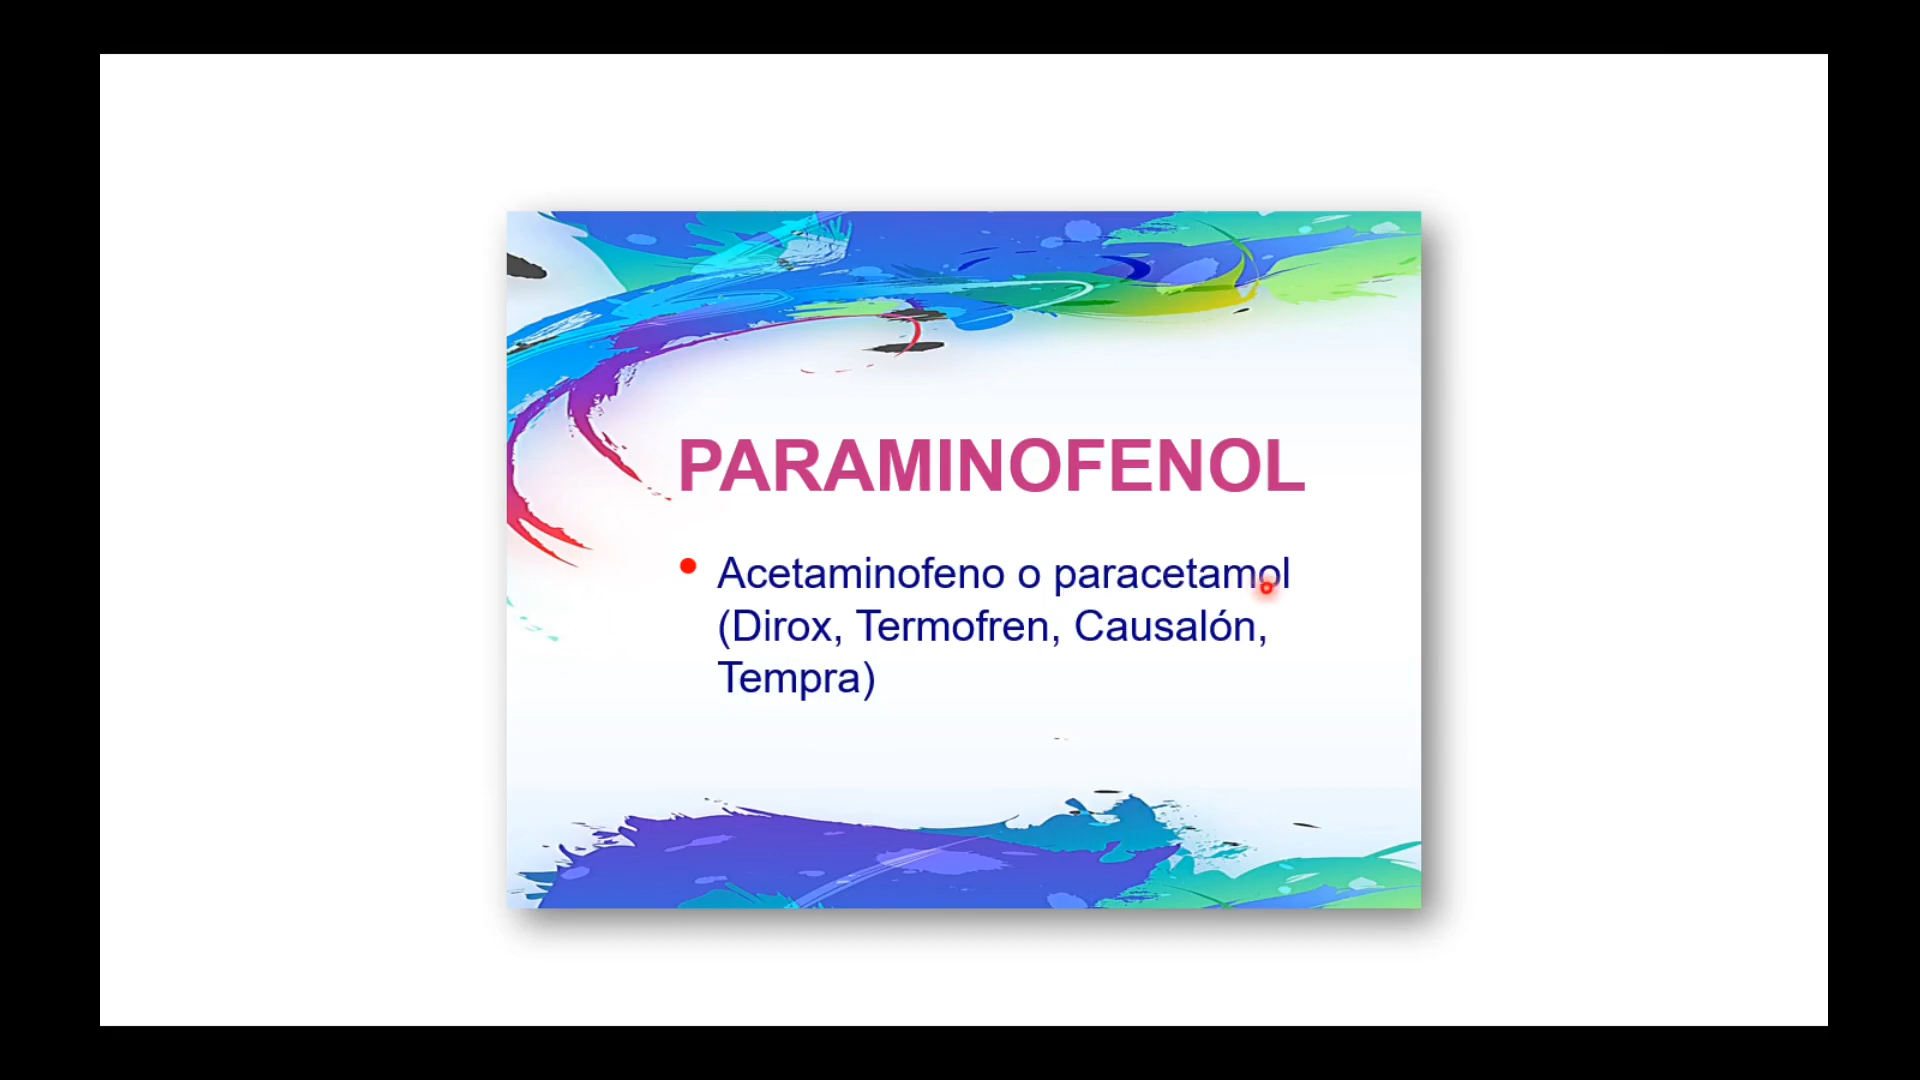 PARAMINOFENOL
Acetaminofeno o paracetamol
(Dirox, Termofren, Causalón,
Tempra)